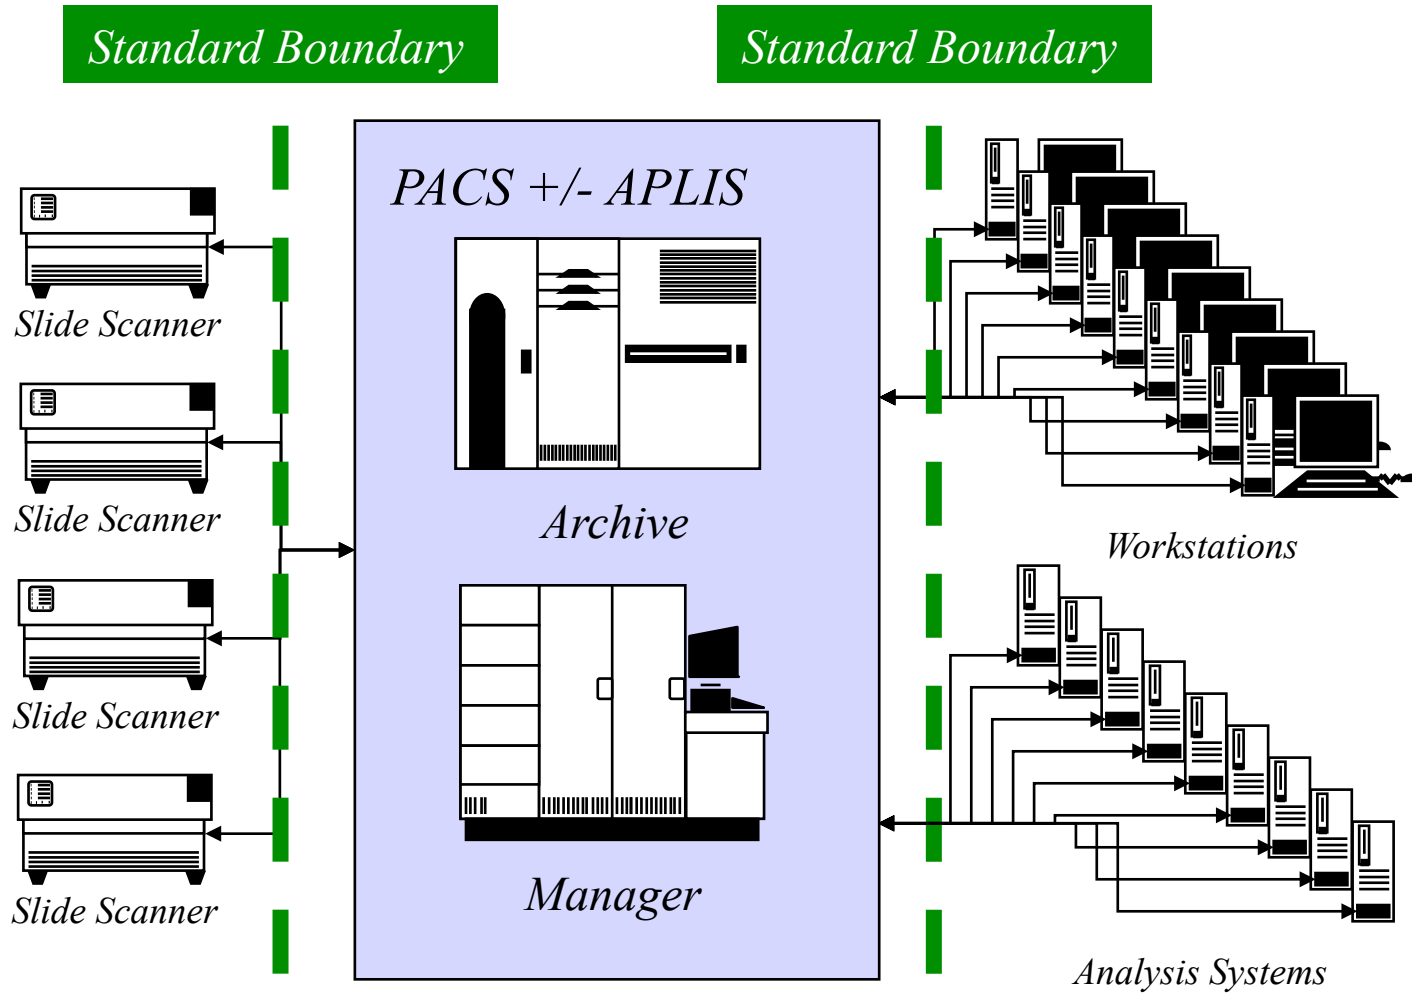 Standard Boundary
Standard Boundary
PACS +/- APLIS
Slide Scanner
Slide Scanner
Slide Scanner
Slide Scanner
Archive
Manager
Workstations
Analysis Systems